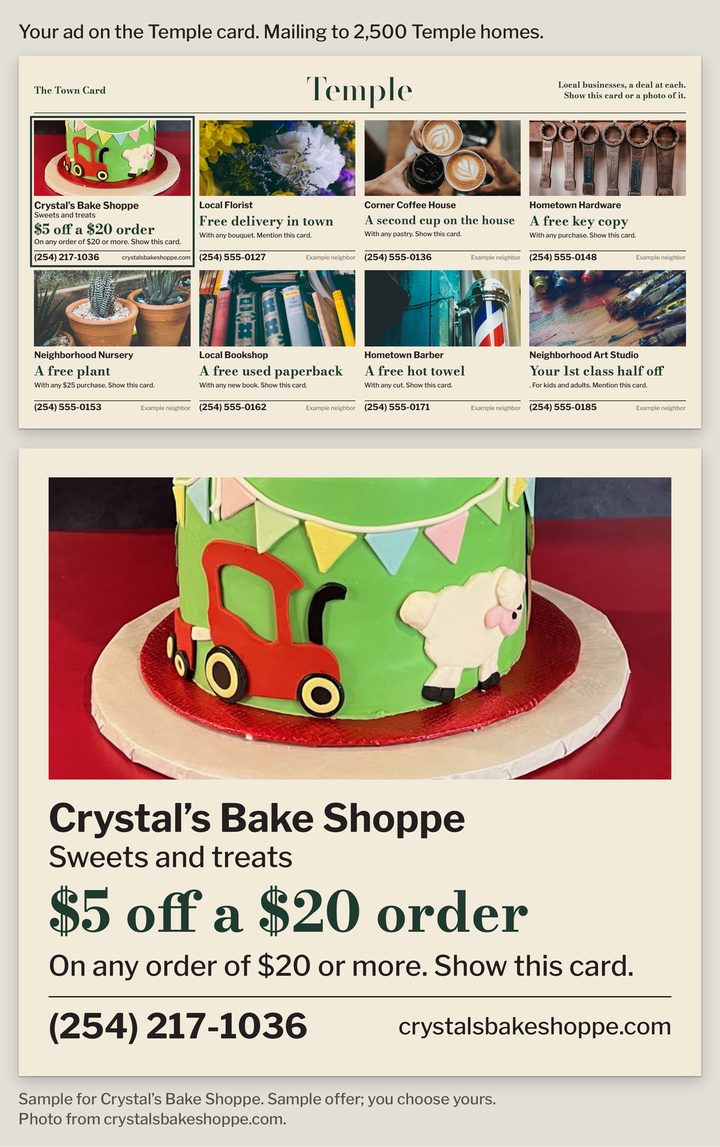 Your ad on the Temple card. Mailing to 2,500 Temple homes.
The Town Card
Temple
Local businesses, a deal at each.
Show this card or a photo of it.
Crystal's Bake Shoppe
Sweets and treats
$5 off a $20 order
On any order of $20 or more. Show this card.
(254) 217-1036 crystalsbakeshoppe.com
Local Florist
Free delivery in town
With any bouquet. Mention this card.
(254) 555-0127 Example neighbor
Corner Coffee House
A second cup on the house
With any pastry. Show this card.
(254) 555-0136 Example neighbor
Hometown Hardware
A free key copy
With any purchase. Show this card.
(254) 555-0148 Example neighbor
Neighborhood Nursery
A free plant
With any $25 purchase. Show this card.
(254) 555-0153 Example neighbor
Local Bookshop
A free used paperback
With any new book. Show this card.
(254) 555-0162 Example neighbor
Hometown Barber
A free hot towel
With any cut. Show this card.
(254) 555-0171 Example neighbor
Neighborhood Art Studio
Your 1st class half off
. For kids and adults. Mention this card.
(254) 555-0185 Example neighbor
Crystal’s Bake Shoppe
Sweets and treats
$5 off a $20 order
On any order of $20 or more. Show this card.
(254) 217-1036 crystalsbakeshoppe.com
Sample for Crystal’s Bake Shoppe. Sample offer; you choose yours.
Photo from crystalsbakeshoppe.com.